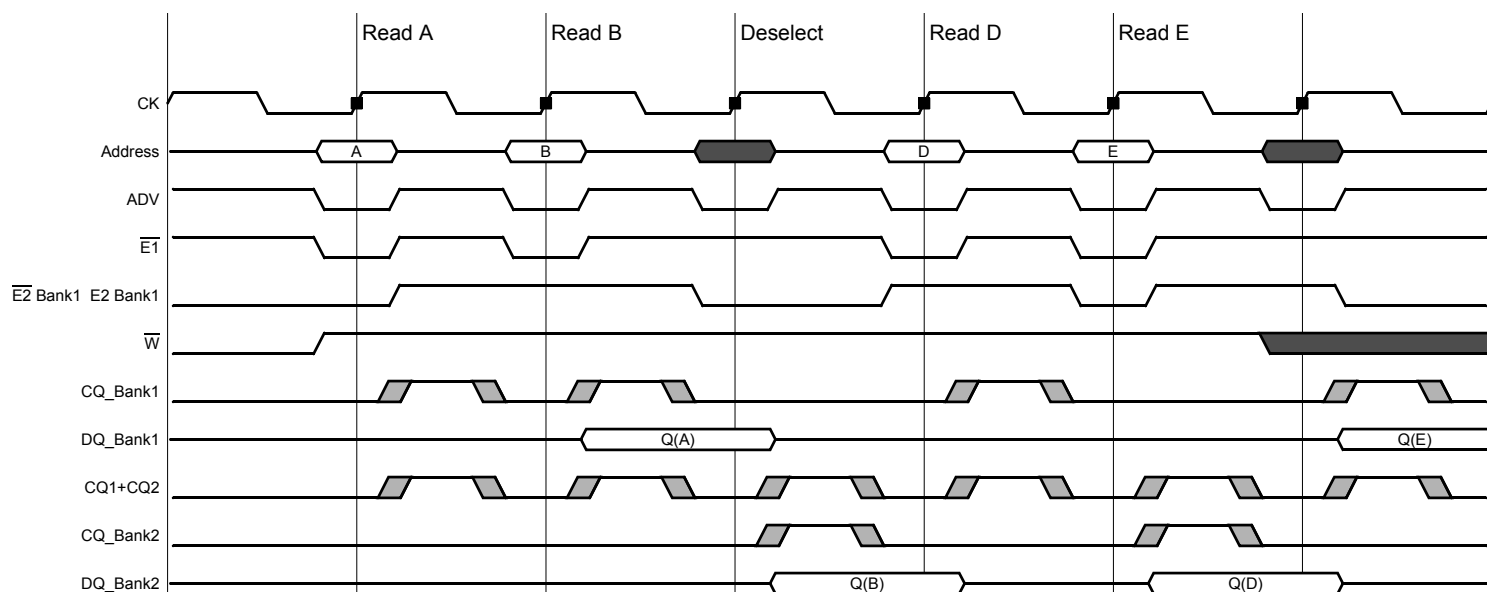 Read A Read B Deselect Read D Read E
CK
Address A B D E
ADV
E1
E2 Bank1 E2 Bank1
W
CQ_Bank1
DQ_Bank1 Q(A) Q(E)
CQ1+CQ2
CQ_Bank2
DQ_Bank2 Q(B) Q(D)